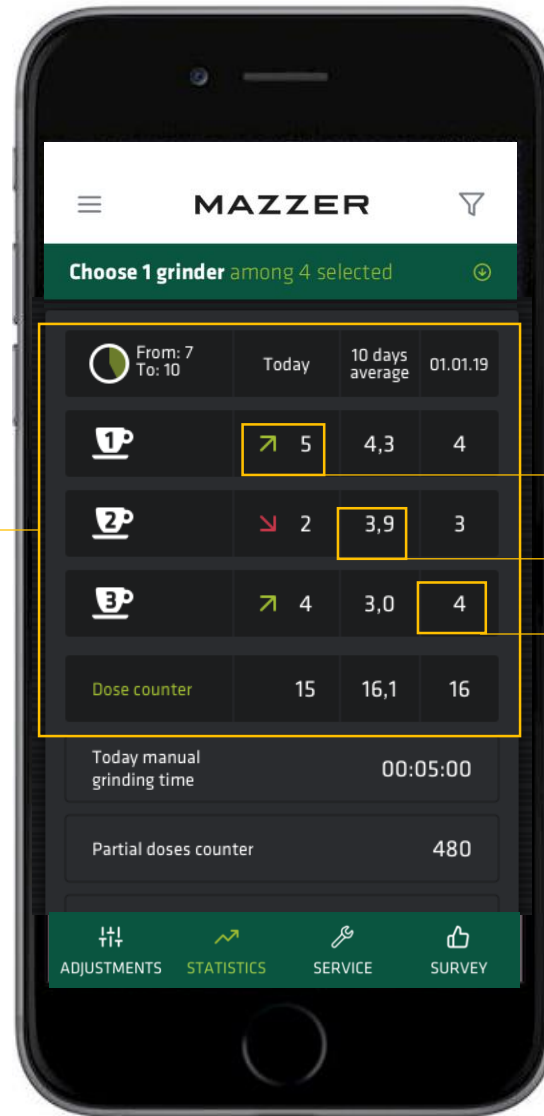 MAZZER
Choose 1 grinder among 4 selected
From: 7
To: 10
Today
10 days
average
01.01.19
1 5 4,3 4
2 2 3,9 3
3 4 3,0 4
Dose counter 15 16,1 16
Today manual
grinding time
00:05:00
Partial doses counter 480
ADJUSTMENTS STATISTICS SERVICE SURVEY